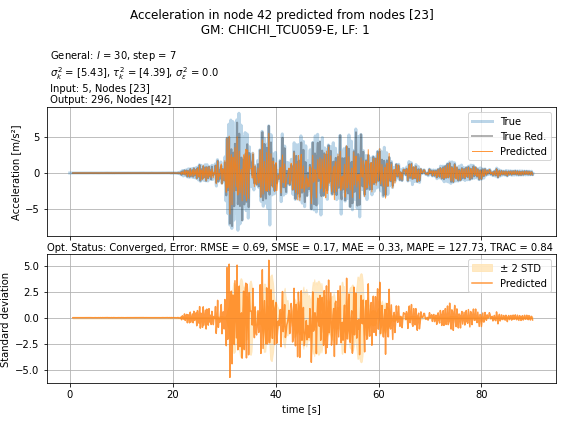 Acceleration in node 42 predicted from nodes [23]
GM: CHICHI_TCU059-E, LF: 1
General: l = 30, step = 7
σ²ₖ = [5.43], τ²ₖ = [4.39], σ²ε = 0.0
Input: 5, Nodes [23]
Output: 296, Nodes [42]
Acceleration [m/s²]
5
0
−5
True
True Red.
Predicted
Opt. Status: Converged, Error: RMSE = 0.69, SMSE = 0.17, MAE = 0.33, MAPE = 127.73, TRAC = 0.84
Standard deviation
5.0
2.5
0.0
−2.5
−5.0
± 2 STD
Predicted
0 20 40 60 80
time [s]